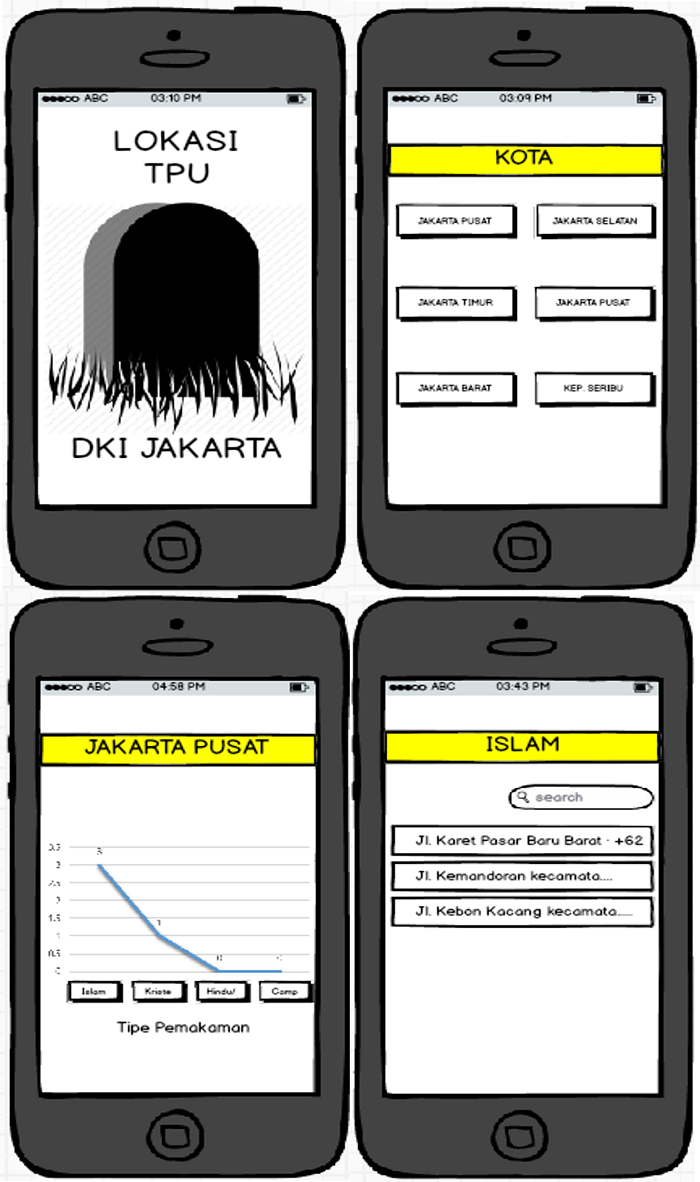 ABC 03:10 PM
LOKASI
TPU
DKI JAKARTA
ABC 03:09 PM
KOTA
JAKARTA PUSAT JAKARTA SELATAN
JAKARTA TIMUR JAKARTA PUSAT
JAKARTA BARAT KEP. SERIBU
ABC 04:58 PM
JAKARTA PUSAT
3.5
3
3
2.5
2
1.5
1
1
0.5
0
0
Islam Kriste Hindu/ Camp
Tipe Pemakaman
ABC 03:43 PM
ISLAM
search
Jl. Karet Pasar Baru Barat · +62
Jl. Kemandoran kecamata....
Jl. Kebon Kacang kecamata.....